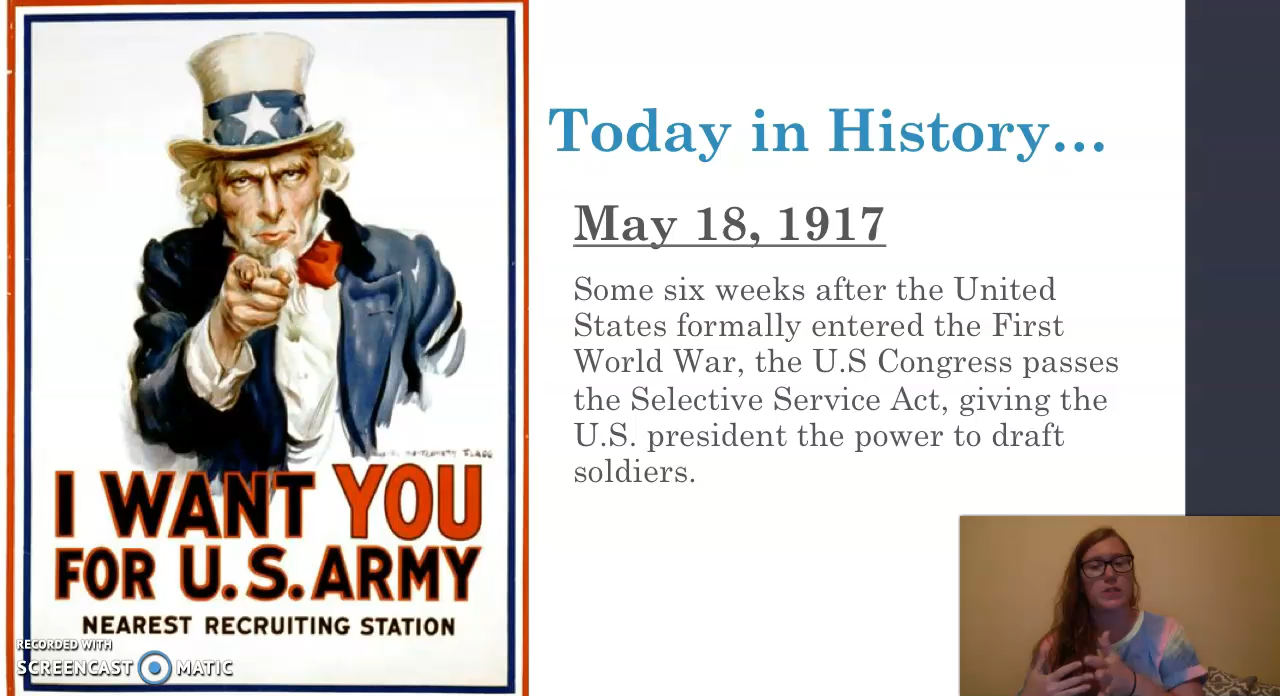 Today in History…
May 18, 1917
Some six weeks after the United
States formally entered the First
World War, the U.S Congress passes
the Selective Service Act, giving the
U.S. president the power to draft
soldiers.
FLAGG
I WANT YOU
FOR U.S. ARMY
NEAREST RECRUITING STATION
RECORDED WITH
SCREENCAST MATIC